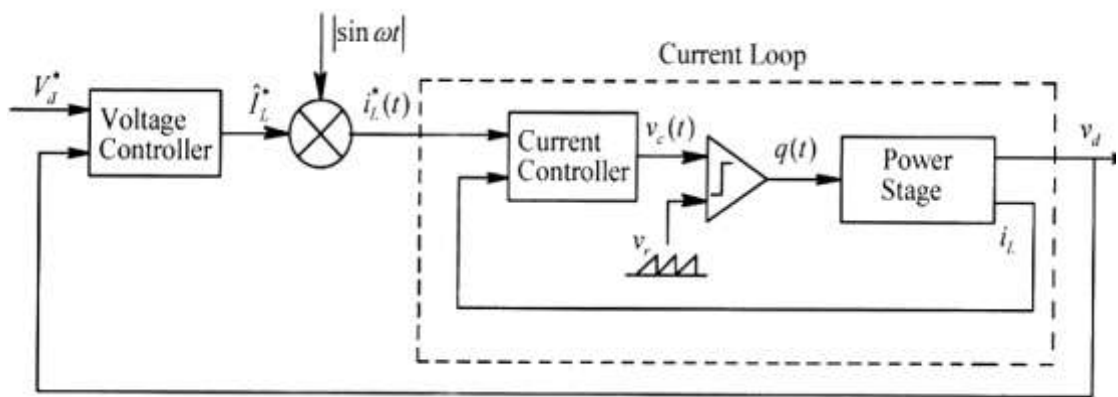 |sin ωt|
Current Loop
V_d^*
Î_L^*
i_L^*(t)
v_c(t)
q(t)
v_d
Voltage
Controller
Current
Controller
Power
Stage
v_r
i_L